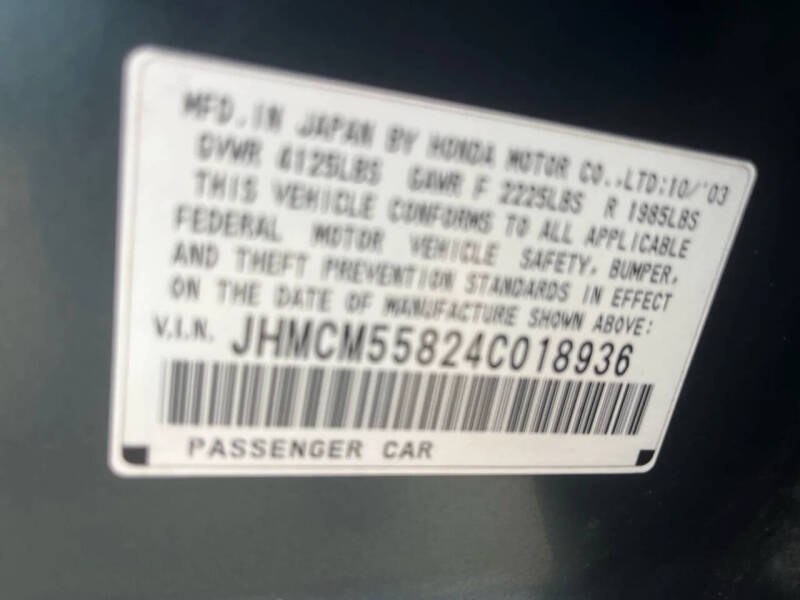 MFD. IN JAPAN BY HONDA MOTOR CO., LTD:10/'03
GVWR 4125LBS GAWR F 2225LBS R 1985LBS
THIS VEHICLE CONFORMS TO ALL APPLICABLE
FEDERAL MOTOR VEHICLE SAFETY, BUMPER,
AND THEFT PREVENTION STANDARDS IN EFFECT
ON THE DATE OF MANUFACTURE SHOWN ABOVE:
V.I.N. JHMCM55824C018936
PASSENGER CAR